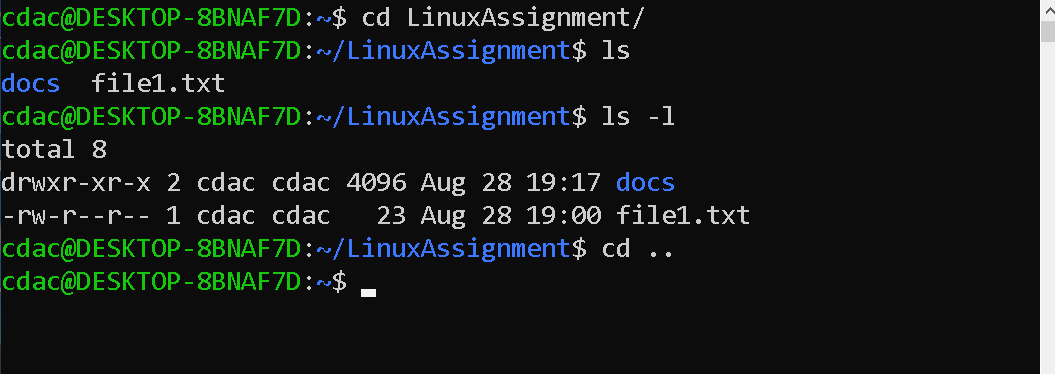 cdac@DESKTOP-8BNAF7D:~$ cd LinuxAssignment/
cdac@DESKTOP-8BNAF7D:~/LinuxAssignment$ ls
docs  file1.txt
cdac@DESKTOP-8BNAF7D:~/LinuxAssignment$ ls -l
total 8
drwxr-xr-x 2 cdac cdac 4096 Aug 28 19:17 docs
-rw-r--r-- 1 cdac cdac   23 Aug 28 19:00 file1.txt
cdac@DESKTOP-8BNAF7D:~/LinuxAssignment$ cd ..
cdac@DESKTOP-8BNAF7D:~$